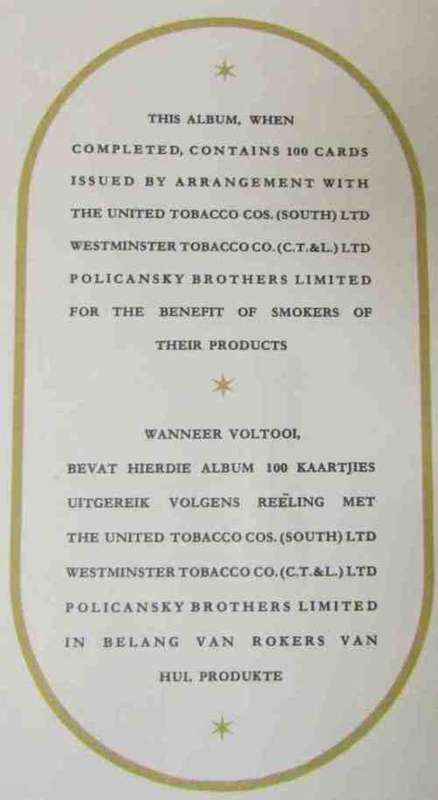 THIS ALBUM, WHEN
COMPLETED, CONTAINS 100 CARDS
ISSUED BY ARRANGEMENT WITH
THE UNITED TOBACCO COS. (SOUTH) LTD
WESTMINSTER TOBACCO CO. (C.T.&L.) LTD
POLICANSKY BROTHERS LIMITED
FOR THE BENEFIT OF SMOKERS OF
THEIR PRODUCTS
WANNEER VOLTOOI,
BEVAT HIERDIE ALBUM 100 KAARTJIES
UITGEREIK VOLGENS REËLING MET
THE UNITED TOBACCO COS. (SOUTH) LTD
WESTMINSTER TOBACCO CO. (C.T.&L.) LTD
POLICANSKY BROTHERS LIMITED
IN BELANG VAN ROKERS VAN
HUL PRODUKTE